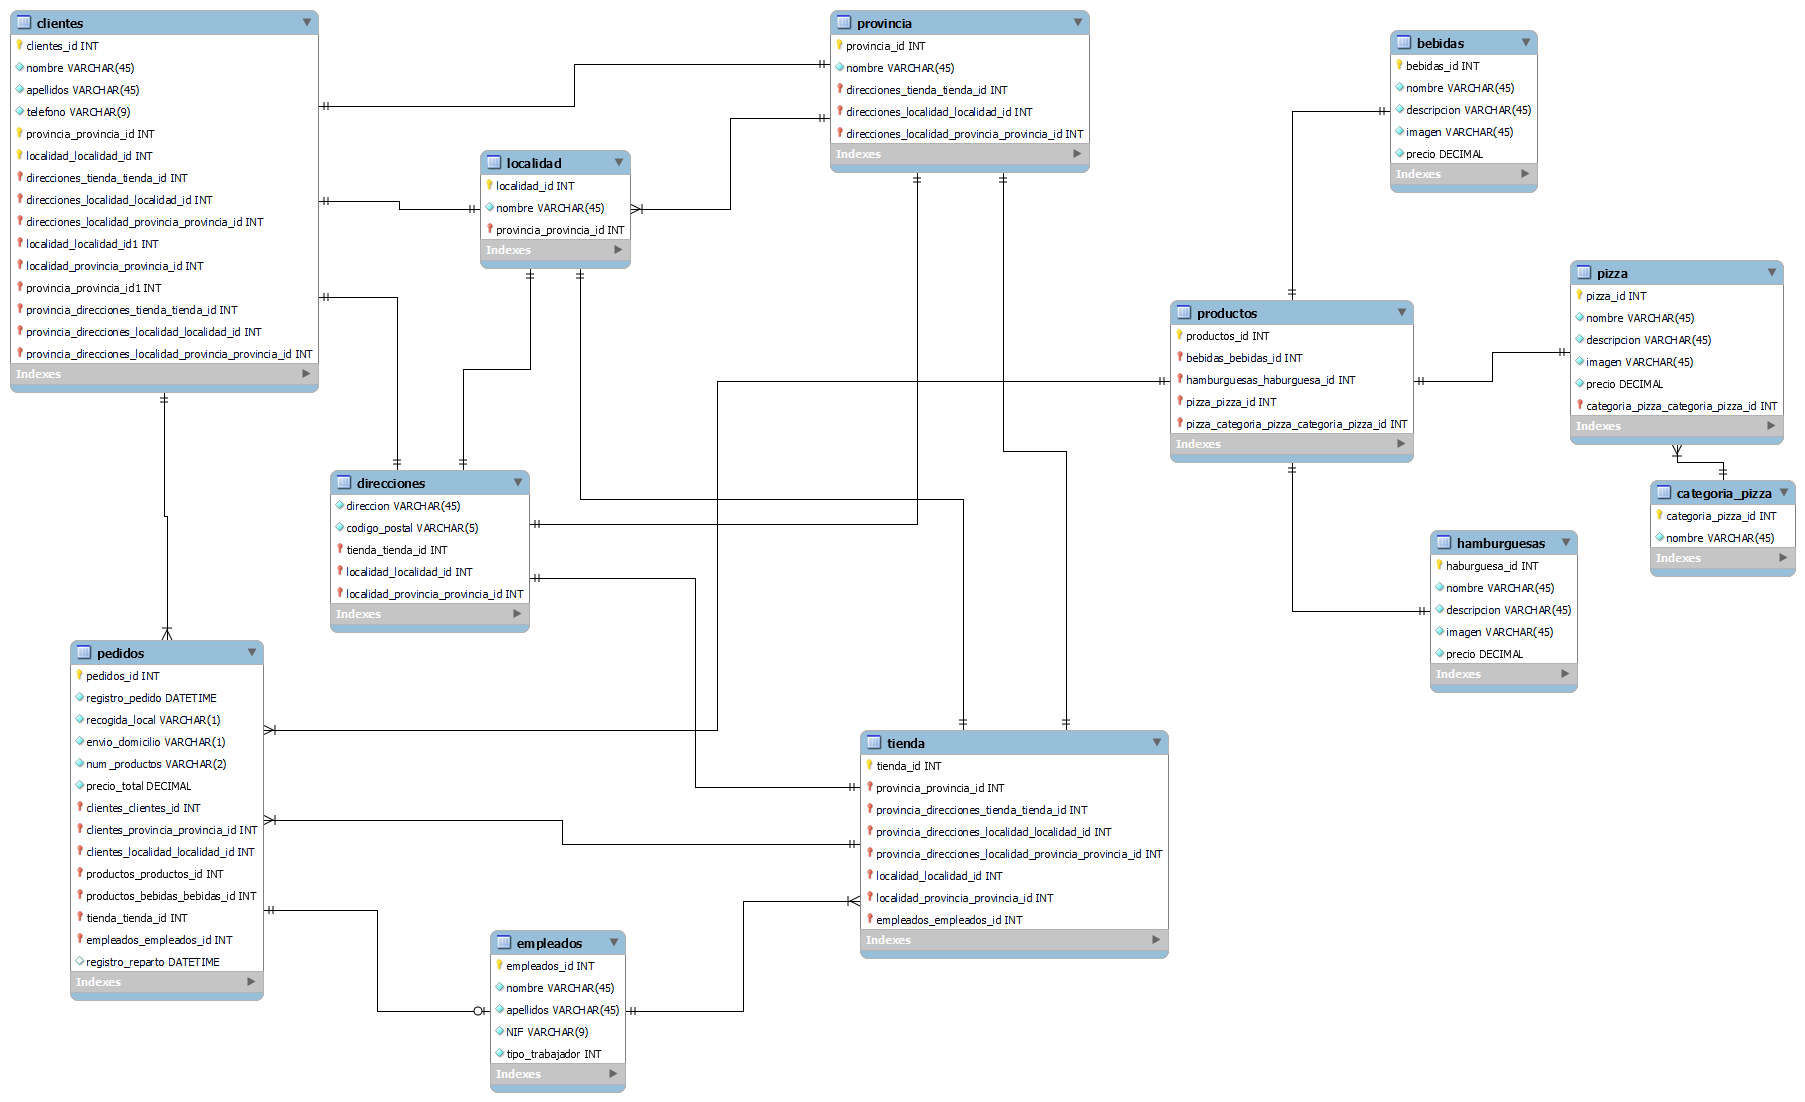 clientes
clientes_id INT
nombre VARCHAR(45)
apellidos VARCHAR(45)
telefono VARCHAR(9)
provincia_provincia_id INT
localidad_localidad_id INT
direcciones_tienda_tienda_id INT
direcciones_localidad_localidad_id INT
direcciones_localidad_provincia_provincia_id INT
localidad_localidad_id1 INT
localidad_provincia_provincia_id INT
provincia_provincia_id1 INT
provincia_direcciones_tienda_tienda_id INT
provincia_direcciones_localidad_localidad_id INT
provincia_direcciones_localidad_provincia_provincia_id INT
Indexes
provincia
provincia_id INT
nombre VARCHAR(45)
direcciones_tienda_tienda_id INT
direcciones_localidad_localidad_id INT
direcciones_localidad_provincia_provincia_id INT
Indexes
bebidas
bebidas_id INT
nombre VARCHAR(45)
descripcion VARCHAR(45)
imagen VARCHAR(45)
precio DECIMAL
Indexes
localidad
localidad_id INT
nombre VARCHAR(45)
provincia_provincia_id INT
Indexes
productos
productos_id INT
bebidas_bebidas_id INT
hamburguesas_haburguesa_id INT
pizza_pizza_id INT
pizza_categoria_pizza_categoria_pizza_id INT
Indexes
pizza
pizza_id INT
nombre VARCHAR(45)
descripcion VARCHAR(45)
imagen VARCHAR(45)
precio DECIMAL
categoria_pizza_categoria_pizza_id INT
Indexes
direcciones
direccion VARCHAR(45)
codigo_postal VARCHAR(5)
tienda_tienda_id INT
localidad_localidad_id INT
localidad_provincia_provincia_id INT
Indexes
categoria_pizza
categoria_pizza_id INT
nombre VARCHAR(45)
Indexes
hamburguesas
haburguesa_id INT
nombre VARCHAR(45)
descripcion VARCHAR(45)
imagen VARCHAR(45)
precio DECIMAL
Indexes
pedidos
pedidos_id INT
registro_pedido DATETIME
recogida_local VARCHAR(1)
envio_domicilio VARCHAR(1)
num_productos VARCHAR(2)
precio_total DECIMAL
clientes_clientes_id INT
clientes_provincia_provincia_id INT
clientes_localidad_localidad_id INT
productos_productos_id INT
productos_bebidas_bebidas_id INT
tienda_tienda_id INT
empleados_empleados_id INT
registro_reparto DATETIME
Indexes
tienda
tienda_id INT
provincia_provincia_id INT
provincia_direcciones_tienda_tienda_id INT
provincia_direcciones_localidad_localidad_id INT
provincia_direcciones_localidad_provincia_provincia_id INT
localidad_localidad_id INT
localidad_provincia_provincia_id INT
empleados_empleados_id INT
Indexes
empleados
empleados_id INT
nombre VARCHAR(45)
apellidos VARCHAR(45)
NIF VARCHAR(9)
tipo_trabajador INT
Indexes